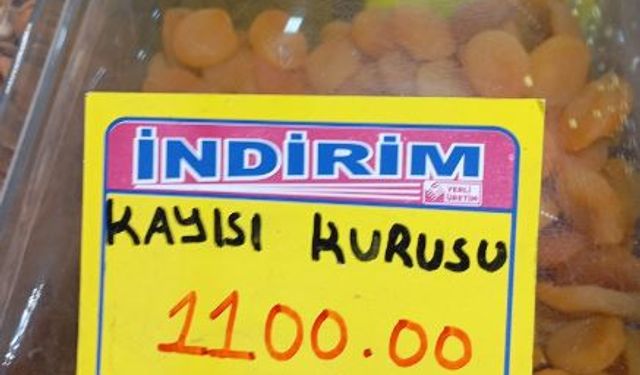 İNDİRİM
YERLİ
ÜRETİM
KAYISI KURUSU
1100.00